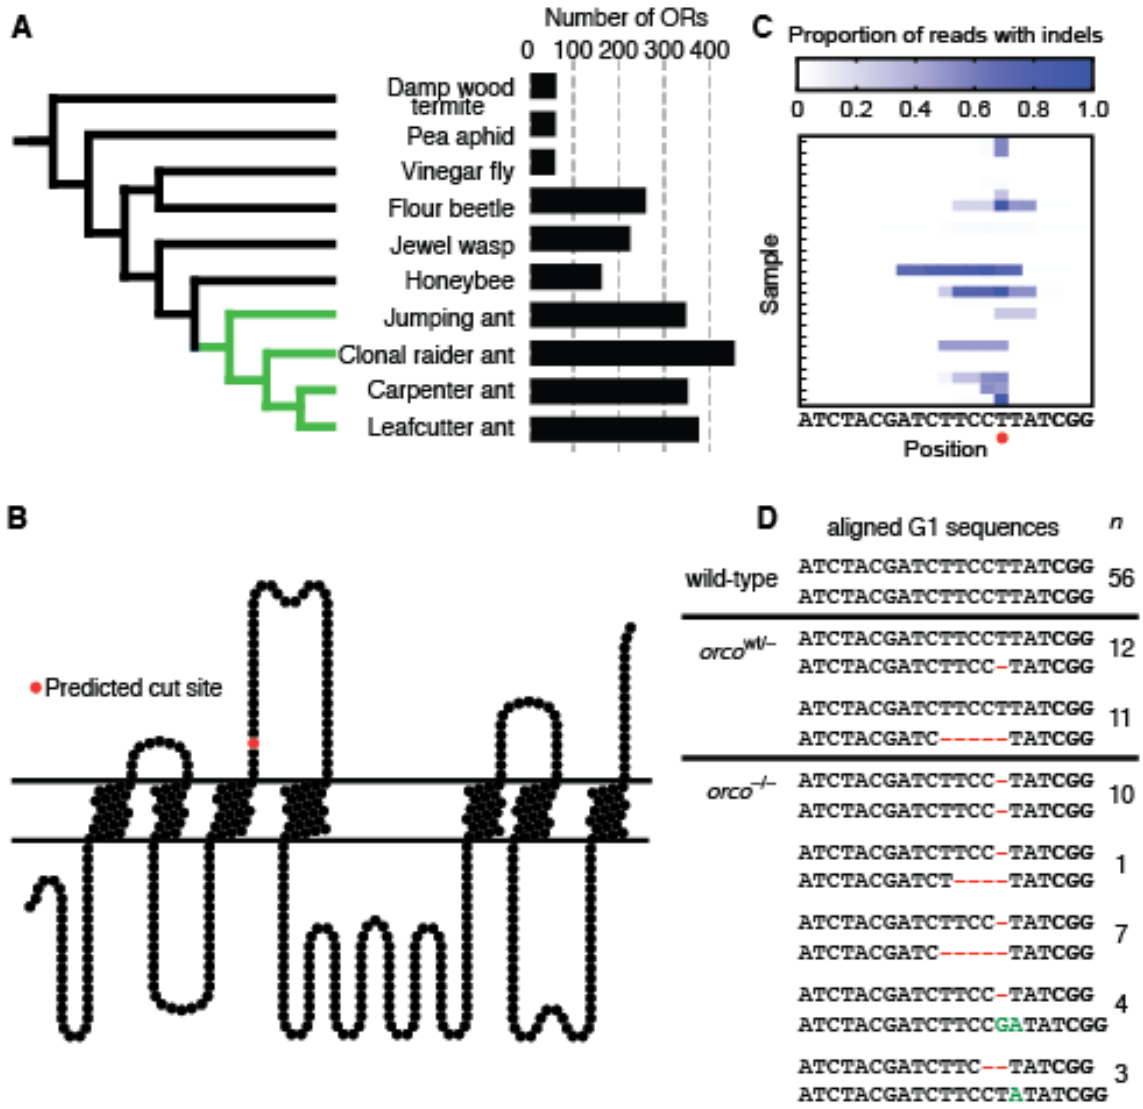 A
Number of ORs
0 100 200 300 400
Damp wood
termite
Pea aphid
Vinegar fly
Flour beetle
Jewel wasp
Honeybee
Jumping ant
Clonal raider ant
Carpenter ant
Leafcutter ant
C
Proportion of reads with indels
0 0.2 0.4 0.6 0.8 1.0
Sample
ATCTACGATCTTCCTTATCGG
Position
B
Predicted cut site
D
aligned G1 sequences n
wild-type
ATCTACGATCTTCCTTATCGG
ATCTACGATCTTCCTTATCGG
56
orco wt/–
ATCTACGATCTTCCTTATCGG
ATCTACGATCTTCC-TATCGG
12
ATCTACGATCTTCCTTATCGG
ATCTACGATC-----TATCGG
11
orco –/–
ATCTACGATCTTCC-TATCGG
ATCTACGATCTTCC-TATCGG
10
ATCTACGATCTTCC-TATCGG
ATCTACGATCT----TATCGG
1
ATCTACGATCTTCC-TATCGG
ATCTACGATC-----TATCGG
7
ATCTACGATCTTCC-TATCGG
ATCTACGATCTTCCGATATCGG
4
ATCTACGATCTTC--TATCGG
ATCTACGATCTTCCTATATCGG
3